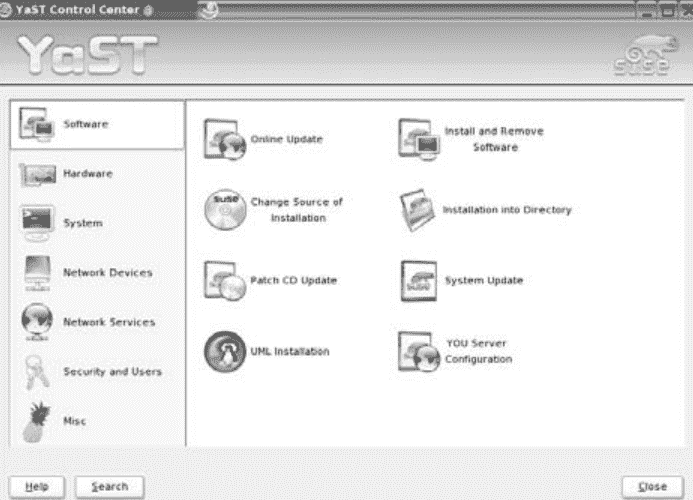 YaST Control Center @
YaST
suse
Software
Hardware
System
Network Devices
Network Services
Security and Users
Misc
Online Update
Install and Remove
Software
suse
Change Source of
Installation
Installation into Directory
Patch CD Update
suse
System Update
UML Installation
YOU Server
Configuration
Help
Search
Close